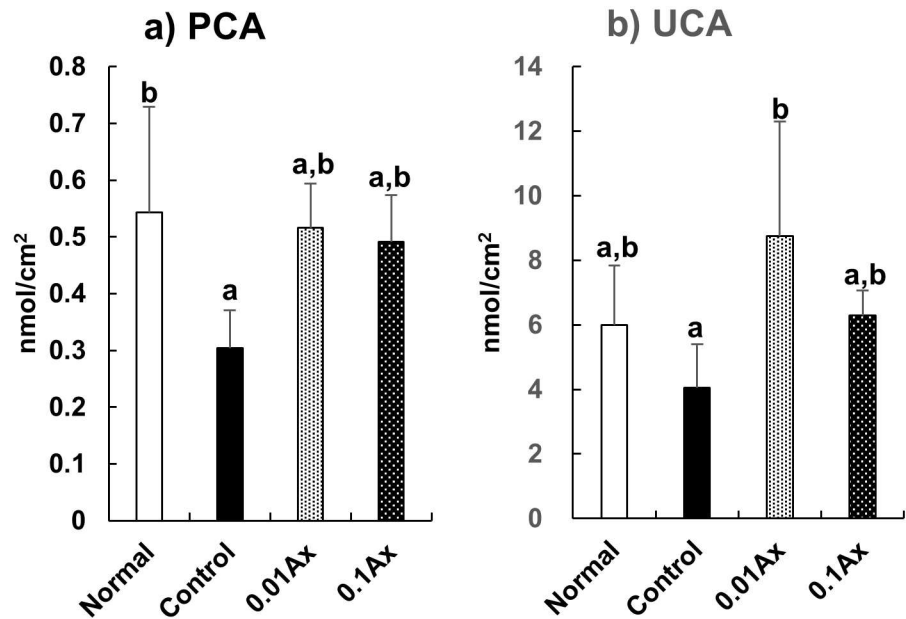 a) PCA
0.8
0.7
0.6
0.5
0.4
0.3
0.2
0.1
0
nmol/cm²
b
a
a,b
a,b
Normal
Control
0.01Ax
0.1Ax
b) UCA
14
12
10
8
6
4
2
0
nmol/cm²
a,b
a
b
a,b
Normal
Control
0.01Ax
0.1Ax